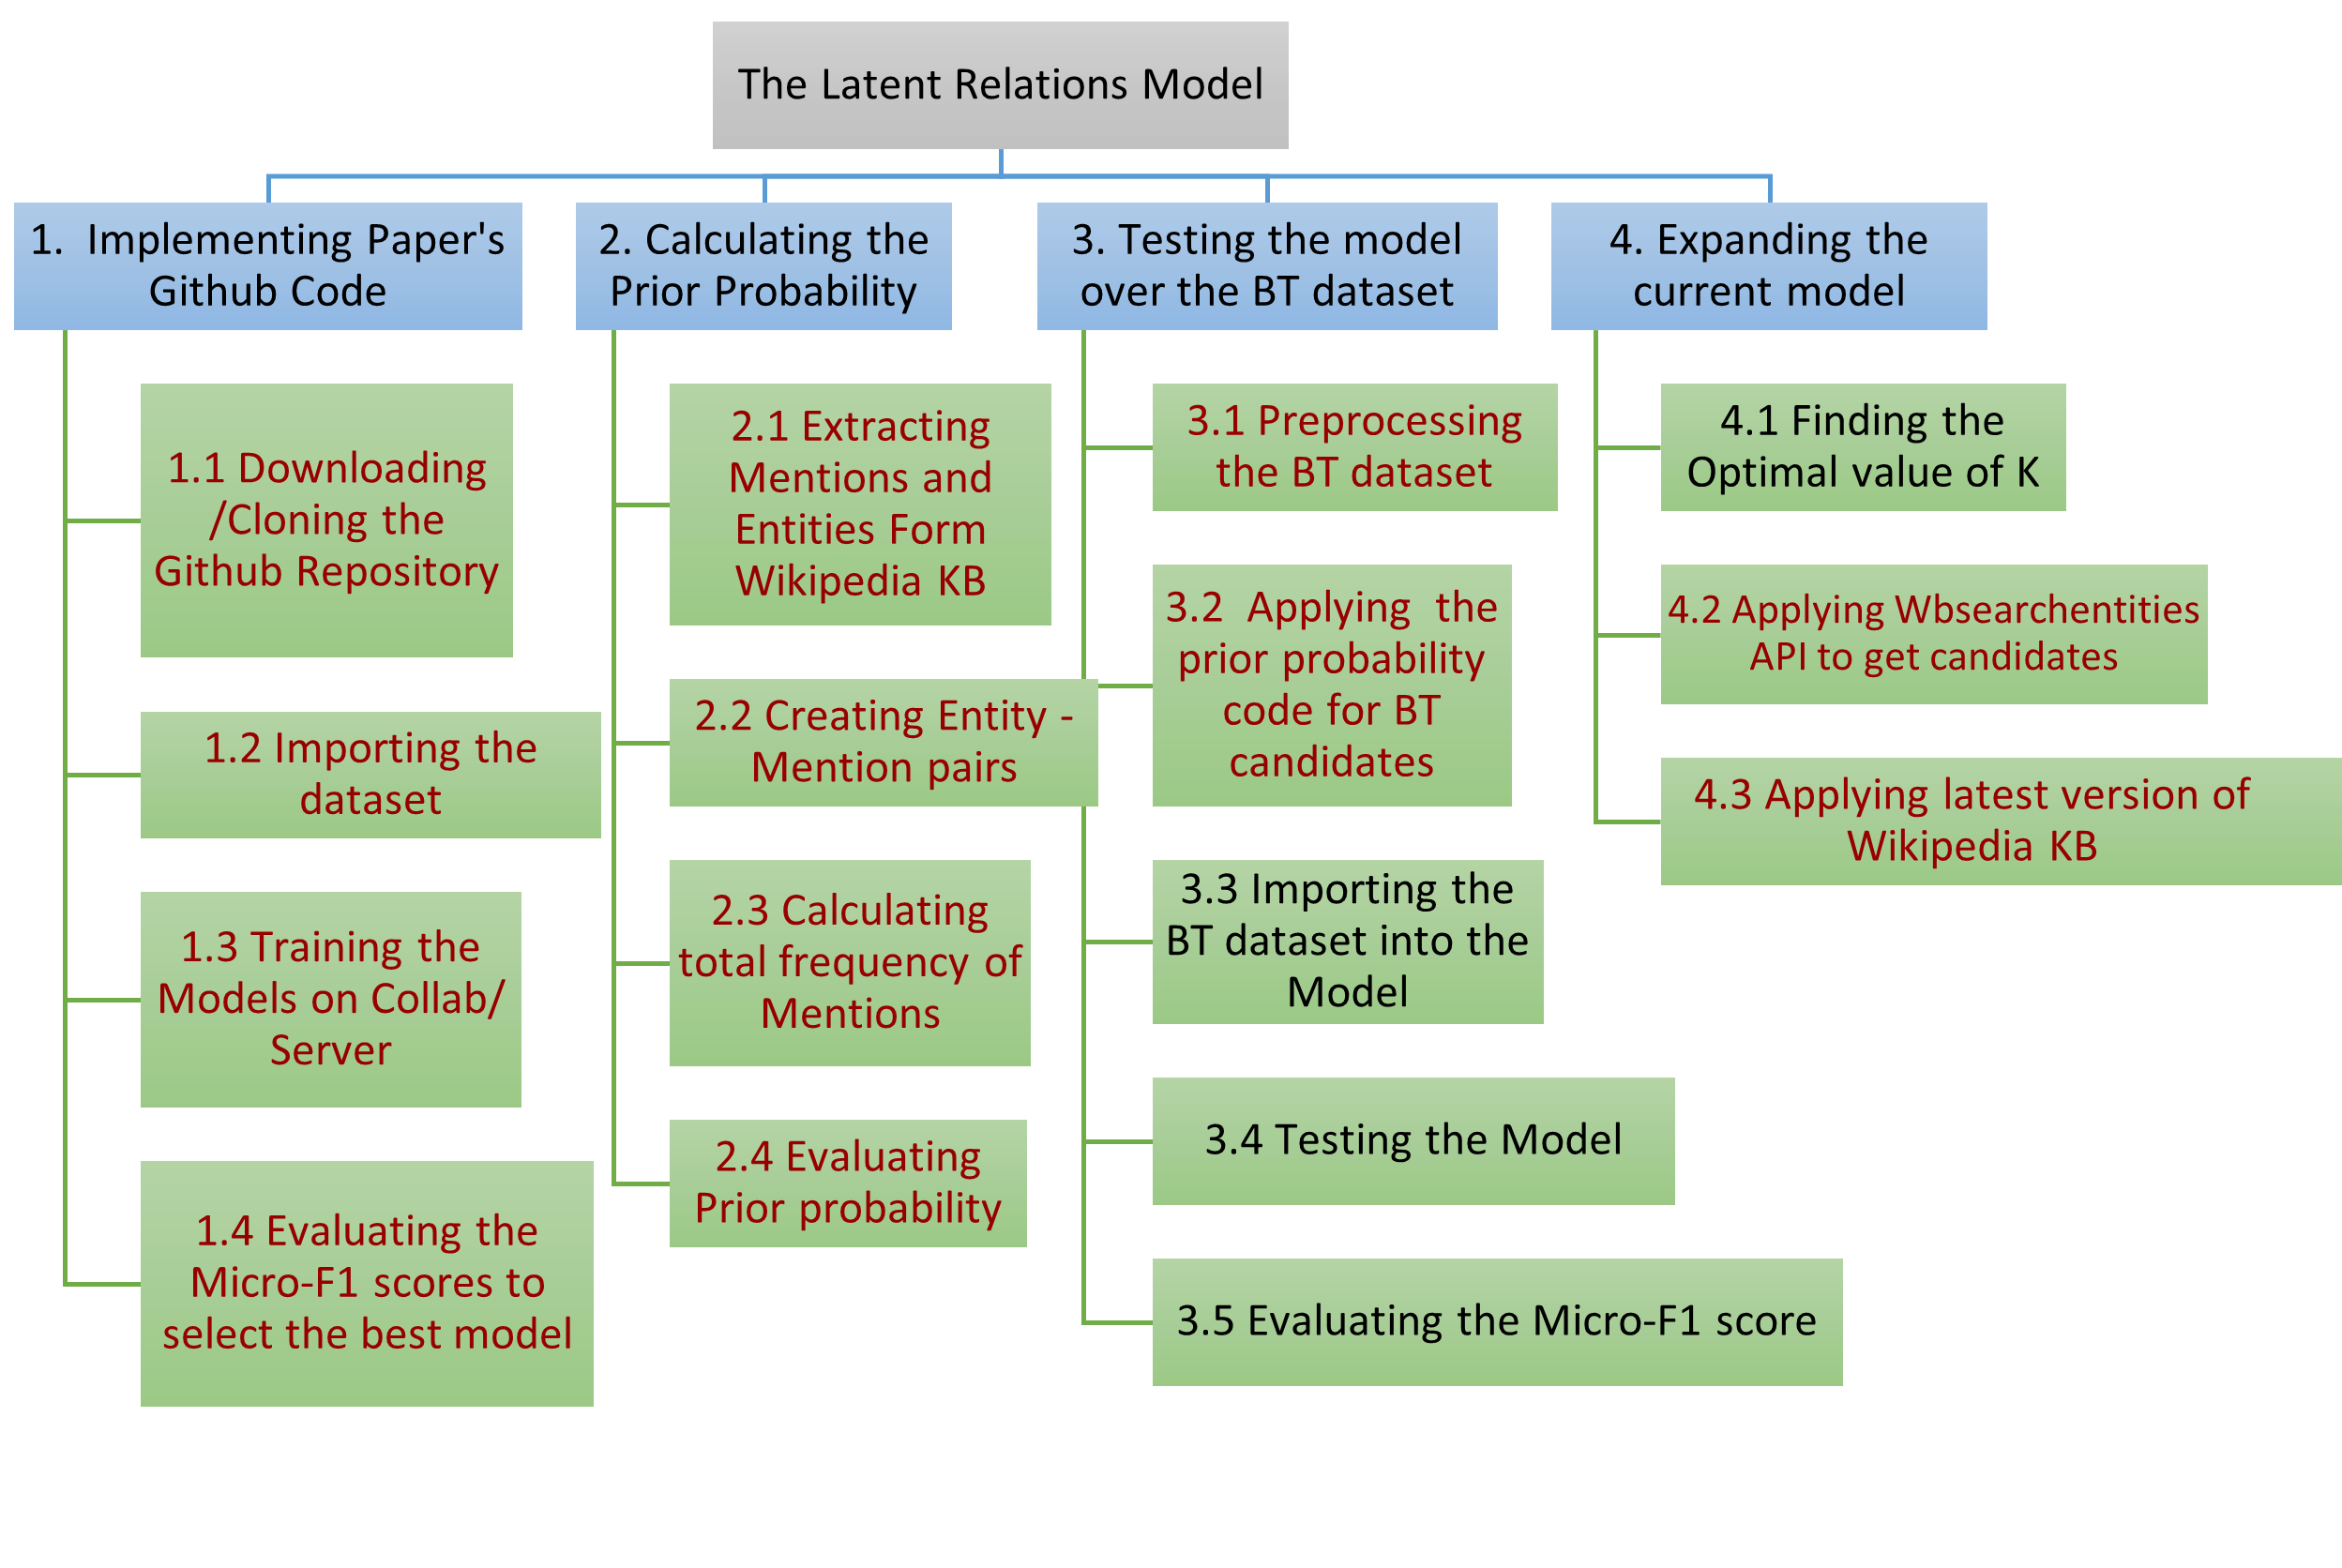 The Latent Relations Model
1. Implementing Paper's
Github Code
1.1 Downloading
/Cloning the
Github Repository
1.2 Importing the
dataset
1.3 Training the
Models on Collab/
Server
1.4 Evaluating the
Micro-F1 scores to
select the best model
2. Calculating the
Prior Probability
2.1 Extracting
Mentions and
Entities Form
Wikipedia KB
2.2 Creating Entity -
Mention pairs
2.3 Calculating
total frequency of
Mentions
2.4 Evaluating
Prior probability
3. Testing the model
over the BT dataset
3.1 Preprocessing
the BT dataset
3.2 Applying the
prior probability
code for BT
candidates
3.3 Importing the
BT dataset into the
Model
3.4 Testing the Model
3.5 Evaluating the Micro-F1 score
4. Expanding the
current model
4.1 Finding the
Optimal value of K
4.2 Applying Wbsearchentities
API to get candidates
4.3 Applying latest version of
Wikipedia KB